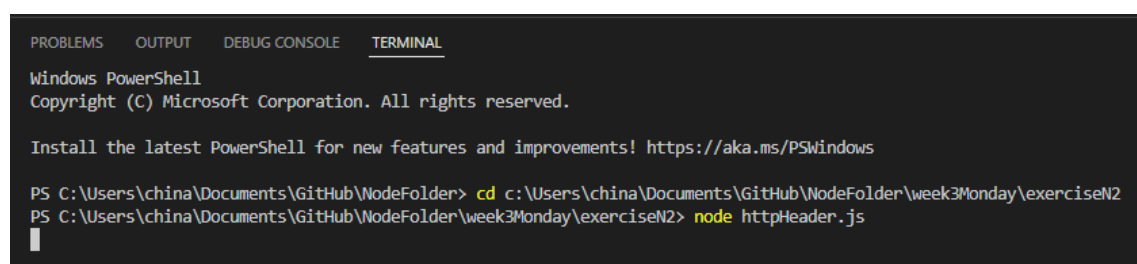 PROBLEMS OUTPUT DEBUG CONSOLE TERMINAL
Windows PowerShell
Copyright (C) Microsoft Corporation. All rights reserved.
Install the latest PowerShell for new features and improvements! https://aka.ms/PSWindows
PS C:\Users\china\Documents\GitHub\NodeFolder> cd c:\Users\china\Documents\GitHub\NodeFolder\week3Monday\exerciseN2
PS C:\Users\china\Documents\GitHub\NodeFolder\week3Monday\exerciseN2> node httpHeader.js